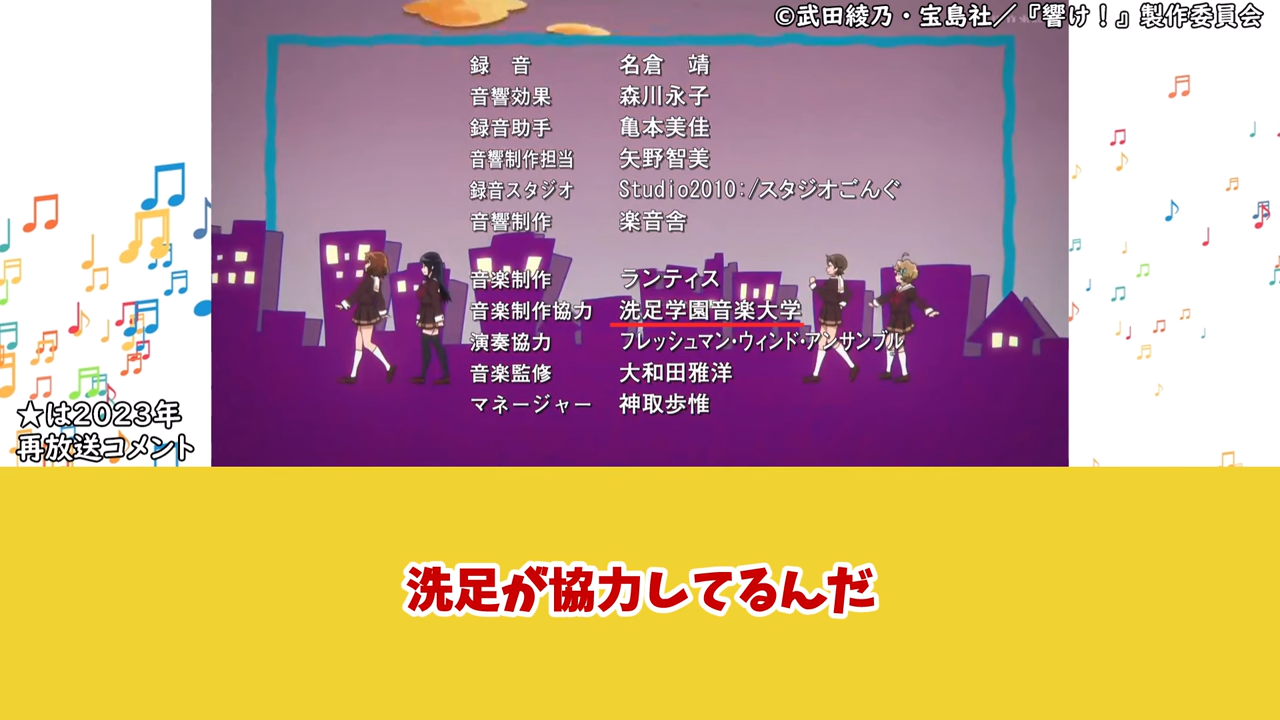 ©武田綾乃・宝島社／『響け！』製作委員会
録　音　名倉　靖
音響効果　森川永子
録音助手　亀本美佳
音響制作担当　矢野智美
録音スタジオ　Studio2010:/スタジオごんぐ
音響制作　楽音舎
音楽制作　ランティス
音楽制作協力　洗足学園音楽大学
演奏協力　フレッシュマン・ウィンド・アンサンブル
音楽監修　大和田雅洋
マネージャー　神取歩惟
★は2023年
再放送コメント
洗足が協力してるんだ